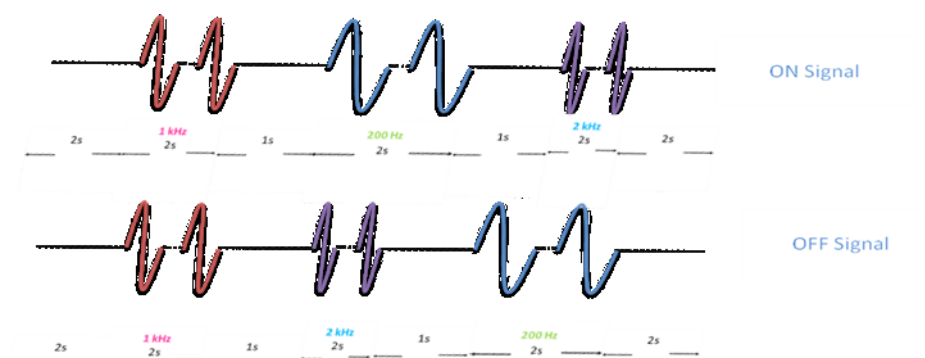 ON Signal
1 kHz 200 Hz 2 kHz
2s 2s 1s 2s 1s 2s 2s
OFF Signal
1 kHz 2 kHz 200 Hz
2s 2s 1s 2s 1s 2s 2s